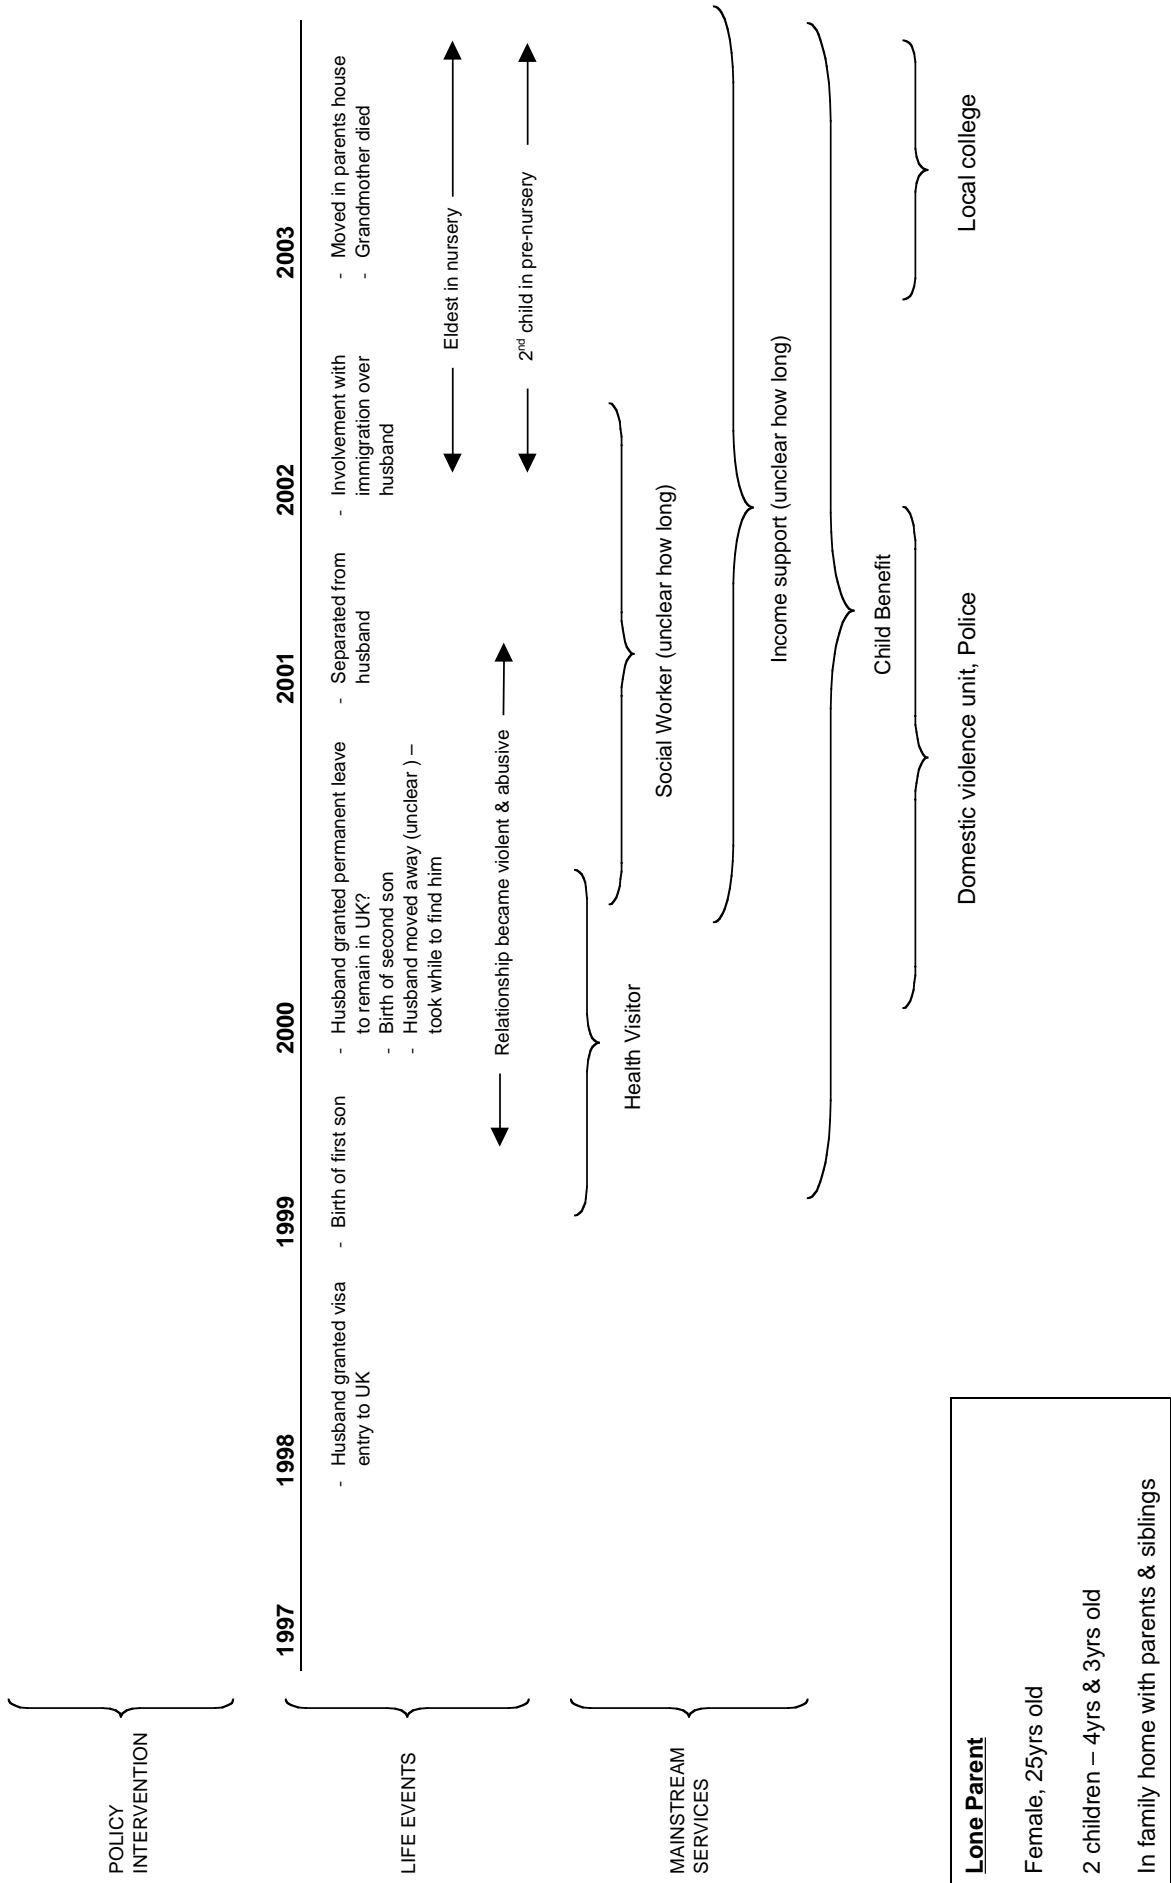 POLICY
INTERVENTION
LIFE EVENTS
MAINSTREAM
SERVICES
1997
1998
1999
2000
2001
2002
2003
- Husband granted visa
entry to UK
- Birth of first son
- Husband granted permanent leave
to remain in UK?
- Birth of second son
- Husband moved away (unclear ) –
took while to find him
- Separated from
husband
- Involvement with
immigration over
husband
- Moved in parents house
- Grandmother died
Relationship became violent & abusive
Eldest in nursery
2nd child in pre-nursery
Health Visitor
Social Worker (unclear how long)
Income support (unclear how long)
Child Benefit
Domestic violence unit, Police
Local college
Lone Parent
Female, 25yrs old
2 children – 4yrs & 3yrs old
In family home with parents & siblings